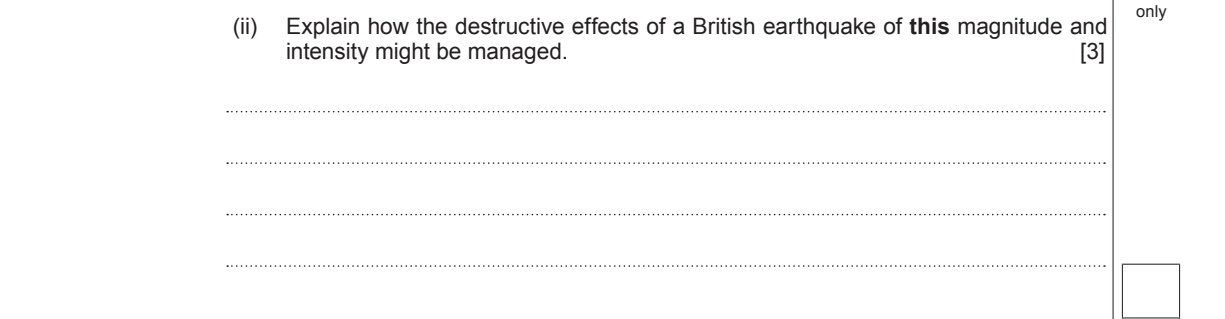 only
(ii) Explain how the destructive effects of a British earthquake of this magnitude and
intensity might be managed. [3]